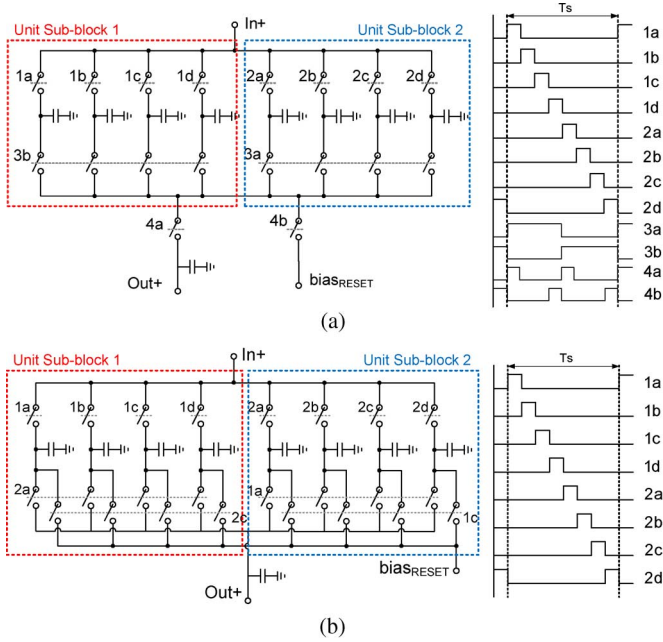 Unit Sub-block 1
In+
Unit Sub-block 2
1a 1b 1c 1d 2a 2b 2c 2d
3b 3a
4a 4b
Out+
biasRESET
Ts
1a
1b
1c
1d
2a
2b
2c
2d
3a
3b
4a
4b
(a)
Unit Sub-block 1
In+
Unit Sub-block 2
1a 1b 1c 1d 2a 2b 2c 2d
2a 2c 1a 1c
biasRESET
Out+
Ts
1a
1b
1c
1d
2a
2b
2c
2d
(b)